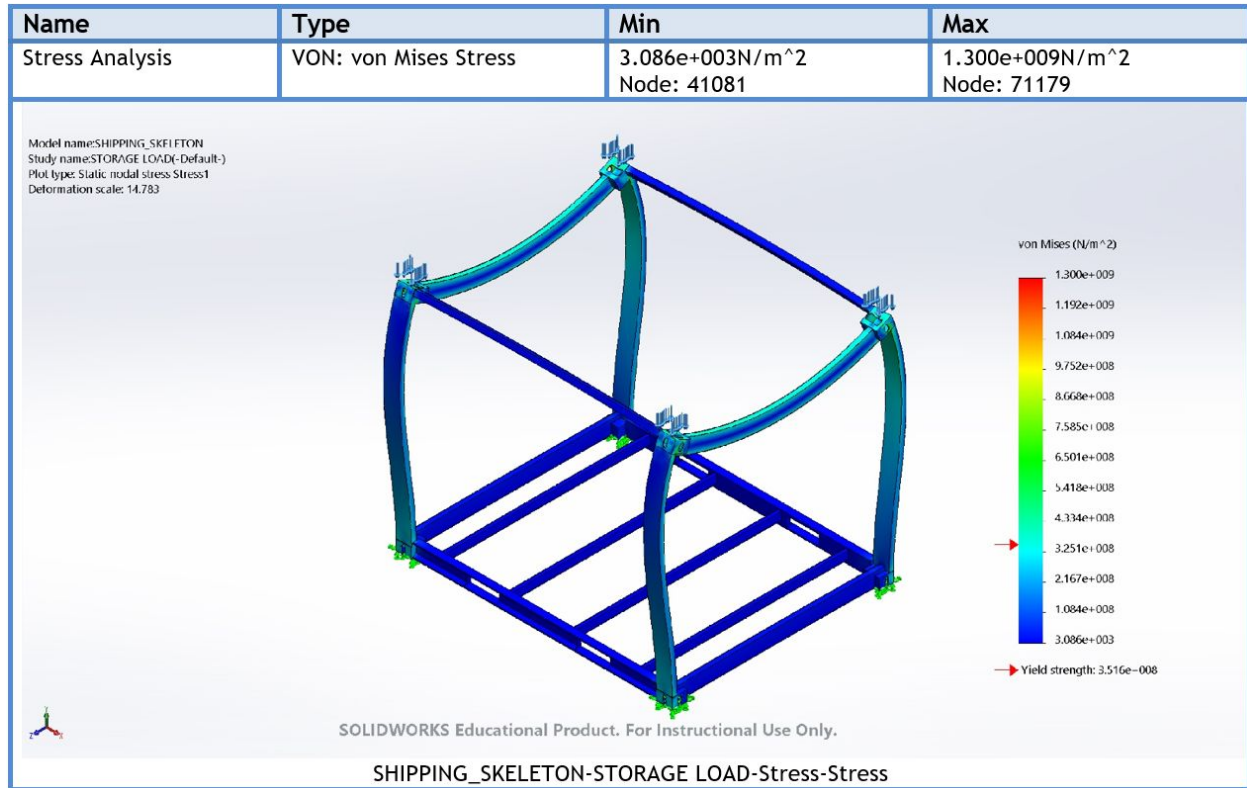 Name Type Min Max
Stress Analysis VON: von Mises Stress 3.086e+003N/m^2 1.300e+009N/m^2
Node: 41081 Node: 71179
Model name:SHIPPING_SKELETON
Study name:STORAGE LOAD(-Default-)
Plot type: Static nodal stress Stress1
Deformation scale: 14.783
von Mises (N/m^2)
1.300e+009
1.192e+009
1.084e+009
9.752e+008
8.668e+008
7.585e+008
6.501e+008
5.418e+008
4.334e+008
3.251e+008
2.167e+008
1.084e+008
3.086e+003
Yield strength: 3.516e+008
SOLIDWORKS Educational Product. For Instructional Use Only.
SHIPPING_SKELETON-STORAGE LOAD-Stress-Stress